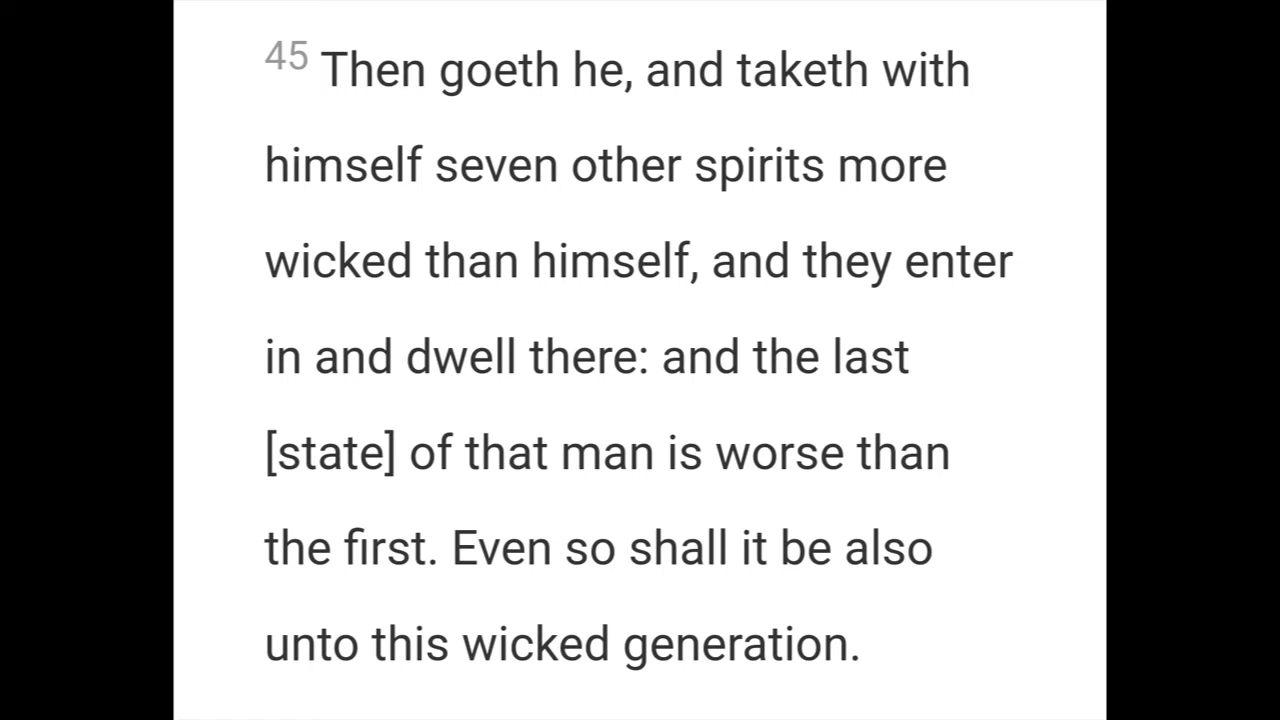 45 Then goeth he, and taketh with
himself seven other spirits more
wicked than himself, and they enter
in and dwell there: and the last
[state] of that man is worse than
the first. Even so shall it be also
unto this wicked generation.